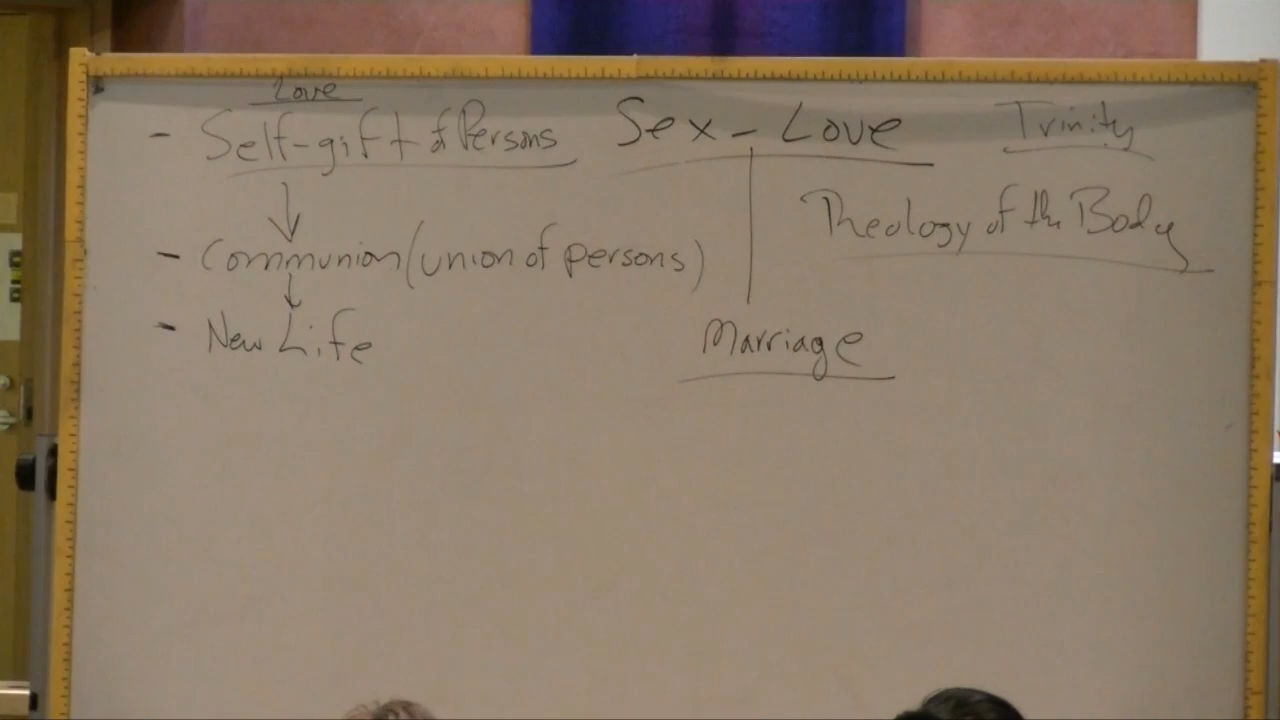 Love
- Self-gift of Persons
Sex - Love
Trinity
Theology of the Body
- Communion (union of persons)
- New Life
Marriage